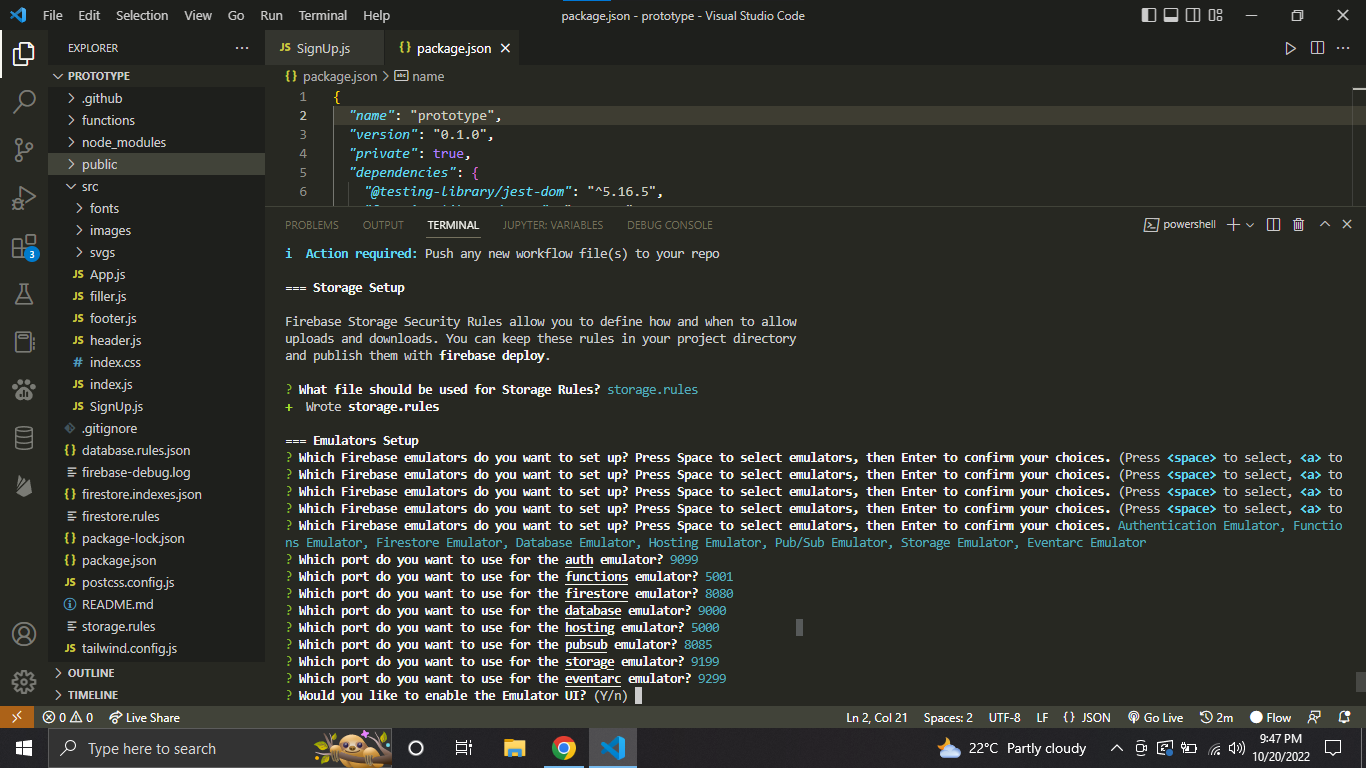 File Edit Selection View Go Run Terminal Help
package.json - prototype - Visual Studio Code
EXPLORER
PROTOTYPE
.github
functions
node_modules
public
src
fonts
images
svgs
JS App.js
JS filler.js
JS footer.js
JS header.js
# index.css
JS index.js
JS SignUp.js
.gitignore
{} database.rules.json
firebase-debug.log
{} firestore.indexes.json
firestore.rules
{} package-lock.json
{} package.json
JS postcss.config.js
README.md
storage.rules
JS tailwind.config.js
OUTLINE
TIMELINE
3
JS SignUp.js
{} package.json
{} package.json > abc name
1 {
2 "name": "prototype",
3 "version": "0.1.0",
4 "private": true,
5 "dependencies": {
6 "@testing-library/jest-dom": "^5.16.5",
PROBLEMS OUTPUT TERMINAL JUPYTER: VARIABLES DEBUG CONSOLE
powershell
i Action required: Push any new workflow file(s) to your repo
=== Storage Setup
Firebase Storage Security Rules allow you to define how and when to allow
uploads and downloads. You can keep these rules in your project directory
and publish them with firebase deploy.
? What file should be used for Storage Rules? storage.rules
+ Wrote storage.rules
=== Emulators Setup
? Which Firebase emulators do you want to set up? Press Space to select emulators, then Enter to confirm your choices. (Press <space> to select, <a> to
? Which Firebase emulators do you want to set up? Press Space to select emulators, then Enter to confirm your choices. (Press <space> to select, <a> to
? Which Firebase emulators do you want to set up? Press Space to select emulators, then Enter to confirm your choices. (Press <space> to select, <a> to
? Which Firebase emulators do you want to set up? Press Space to select emulators, then Enter to confirm your choices. (Press <space> to select, <a> to
? Which Firebase emulators do you want to set up? Press Space to select emulators, then Enter to confirm your choices. Authentication Emulator, Functio
ns Emulator, Firestore Emulator, Database Emulator, Hosting Emulator, Pub/Sub Emulator, Storage Emulator, Eventarc Emulator
? Which port do you want to use for the auth emulator? 9099
? Which port do you want to use for the functions emulator? 5001
? Which port do you want to use for the firestore emulator? 8080
? Which port do you want to use for the database emulator? 9000
? Which port do you want to use for the hosting emulator? 5000
? Which port do you want to use for the pubsub emulator? 8085
? Which port do you want to use for the storage emulator? 9199
? Which port do you want to use for the eventarc emulator? 9299
? Would you like to enable the Emulator UI? (Y/n)
0 0 Live Share
Ln 2, Col 21 Spaces: 2 UTF-8 LF {} JSON Go Live 2m Flow
Type here to search
22°C Partly cloudy
9:47 PM
10/20/2022